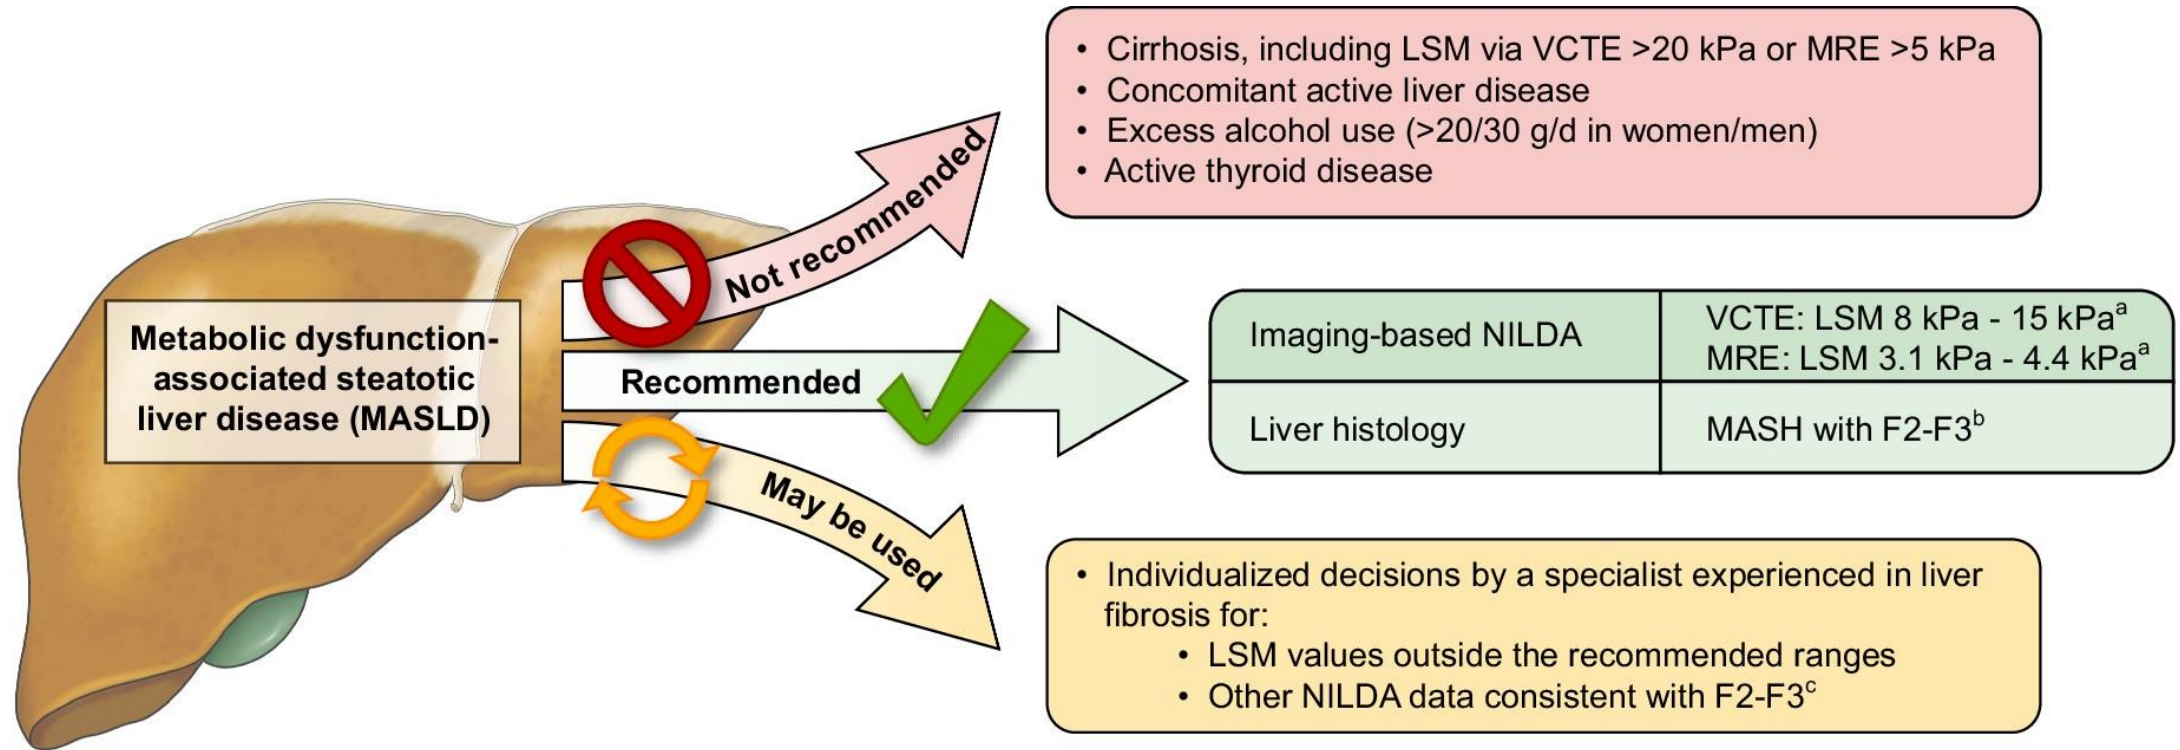 Metabolic dysfunction-
associated steatotic
liver disease (MASLD)
Not recommended
• Cirrhosis, including LSM via VCTE >20 kPa or MRE >5 kPa
• Concomitant active liver disease
• Excess alcohol use (>20/30 g/d in women/men)
• Active thyroid disease
Recommended
Imaging-based NILDA
VCTE: LSM 8 kPa - 15 kPaᵃ
MRE: LSM 3.1 kPa - 4.4 kPaᵃ
Liver histology
MASH with F2-F3ᵇ
May be used
• Individualized decisions by a specialist experienced in liver
fibrosis for:
• LSM values outside the recommended ranges
• Other NILDA data consistent with F2-F3ᶜ